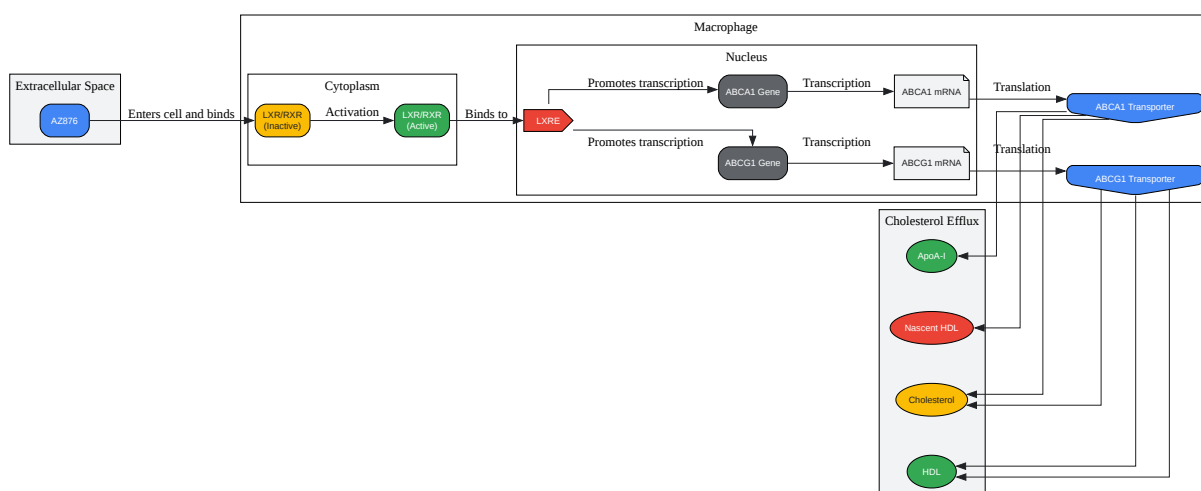 Macrophage
Extracellular Space
AZ876
Enters cell and binds
Cytoplasm
LXR/RXR
(Inactive)
Activation
LXR/RXR
(Active)
Binds to
Nucleus
LXRE
Promotes transcription
Promotes transcription
ABCA1 Gene
ABCG1 Gene
Transcription
Transcription
ABCA1 mRNA
ABCG1 mRNA
Translation
Translation
ABCA1 Transporter
ABCG1 Transporter
Cholesterol Efflux
ApoA-I
Nascent HDL
Cholesterol
HDL